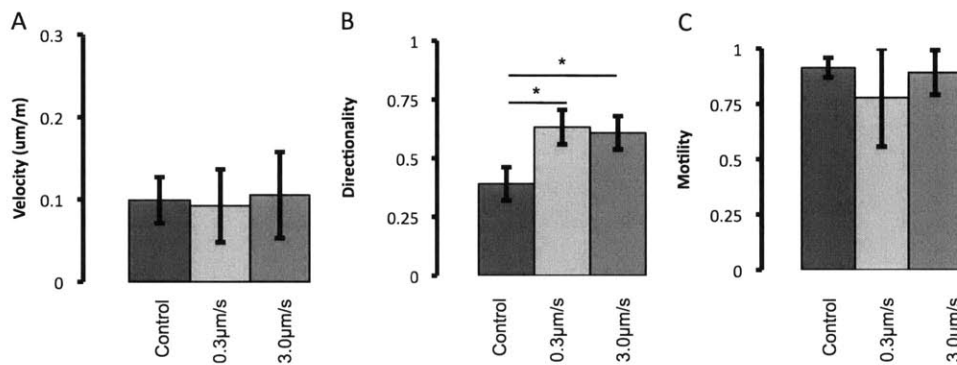 A
Velocity (um/m)
0.3
0.2
0.1
0
Control
0.3µm/s
3.0µm/s
B
Directionality
1
0.75
0.5
0.25
0
*
*
Control
0.3µm/s
3.0µm/s
C
Motility
1
0.75
0.5
0.25
0
Control
0.3µm/s
3.0µm/s